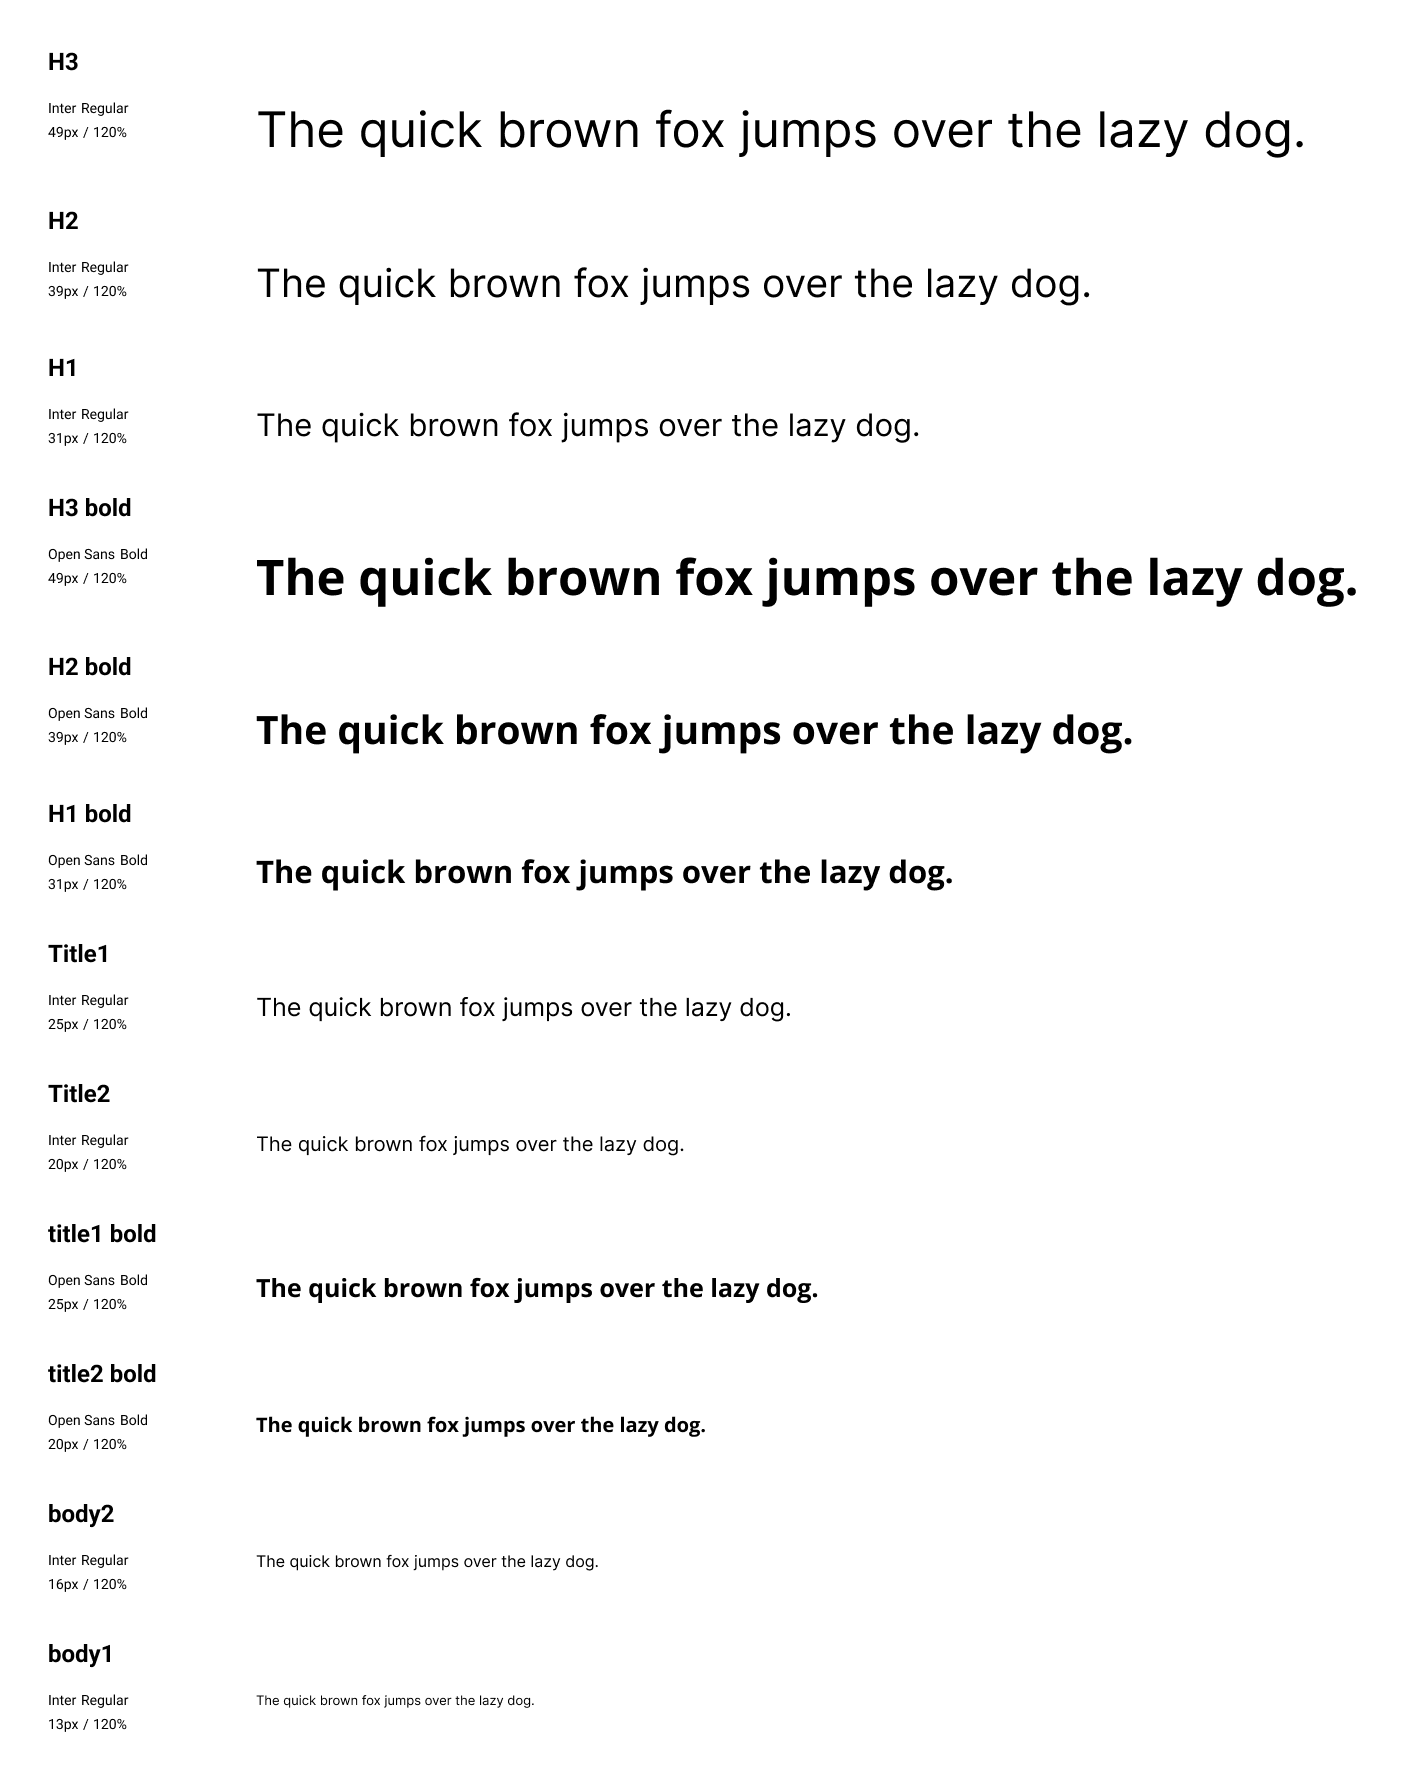 H3
Inter Regular
49px / 120%
The quick brown fox jumps over the lazy dog.
H2
Inter Regular
39px / 120%
The quick brown fox jumps over the lazy dog.
H1
Inter Regular
31px / 120%
The quick brown fox jumps over the lazy dog.
H3 bold
Open Sans Bold
49px / 120%
The quick brown fox jumps over the lazy dog.
H2 bold
Open Sans Bold
39px / 120%
The quick brown fox jumps over the lazy dog.
H1 bold
Open Sans Bold
31px / 120%
The quick brown fox jumps over the lazy dog.
Title1
Inter Regular
25px / 120%
The quick brown fox jumps over the lazy dog.
Title2
Inter Regular
20px / 120%
The quick brown fox jumps over the lazy dog.
title1 bold
Open Sans Bold
25px / 120%
The quick brown fox jumps over the lazy dog.
title2 bold
Open Sans Bold
20px / 120%
The quick brown fox jumps over the lazy dog.
body2
Inter Regular
16px / 120%
The quick brown fox jumps over the lazy dog.
body1
Inter Regular
13px / 120%
The quick brown fox jumps over the lazy dog.